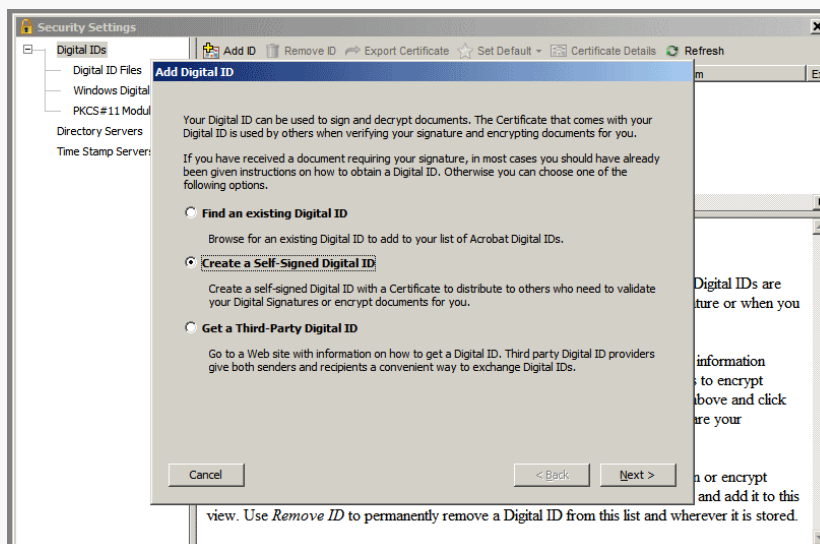 Security Settings
Digital IDs
Digital ID Files
Windows Digital
PKCS#11 Modul
Directory Servers
Time Stamp Servers
Add ID Remove ID Export Certificate Set Default Certificate Details Refresh
Add Digital ID
Your Digital ID can be used to sign and decrypt documents. The Certificate that comes with your
Digital ID is used by others when verifying your signature and encrypting documents for you.
If you have received a document requiring your signature, in most cases you should have already
been given instructions on how to obtain a Digital ID. Otherwise you can choose one of the
following options.
Find an existing Digital ID
Browse for an existing Digital ID to add to your list of Acrobat Digital IDs.
Create a Self-Signed Digital ID
Create a self-signed Digital ID with a Certificate to distribute to others who need to validate
your Digital Signatures or encrypt documents for you.
Get a Third-Party Digital ID
Go to a Web site with information on how to get a Digital ID. Third party Digital ID providers
give both senders and recipients a convenient way to exchange Digital IDs.
Cancel < Back Next >
Digital IDs are
ture or when you
information
s to encrypt
above and click
are your
n or encrypt
and add it to this
view. Use Remove ID to permanently remove a Digital ID from this list and wherever it is stored.